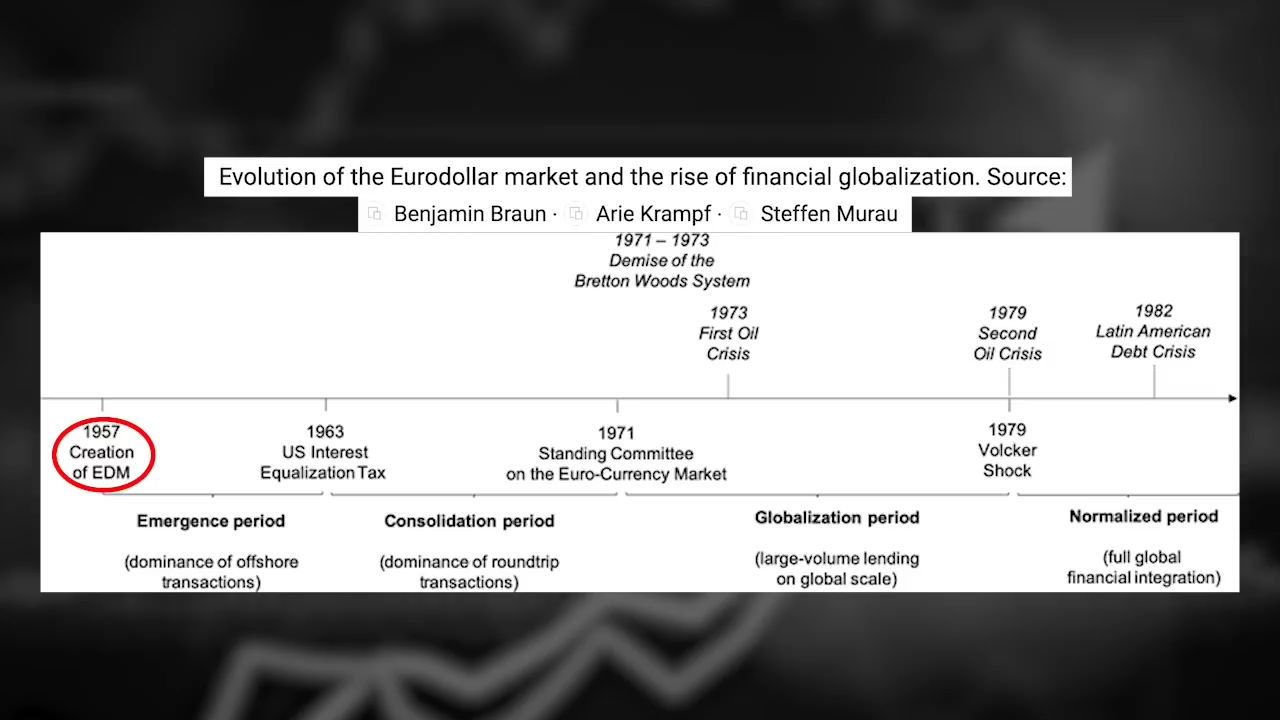 Evolution of the Eurodollar market and the rise of financial globalization. Source:
Benjamin Braun · Arie Krampf · Steffen Murau
1971 – 1973
Demise of the
Bretton Woods System
1973
First Oil
Crisis
1979
Second
Oil Crisis
1982
Latin American
Debt Crisis
1957
Creation
of EDM
1963
US Interest
Equalization Tax
1971
Standing Committee
on the Euro-Currency Market
1979
Volcker
Shock
Emergence period
(dominance of offshore
transactions)
Consolidation period
(dominance of roundtrip
transactions)
Globalization period
(large-volume lending
on global scale)
Normalized period
(full global
financial integration)